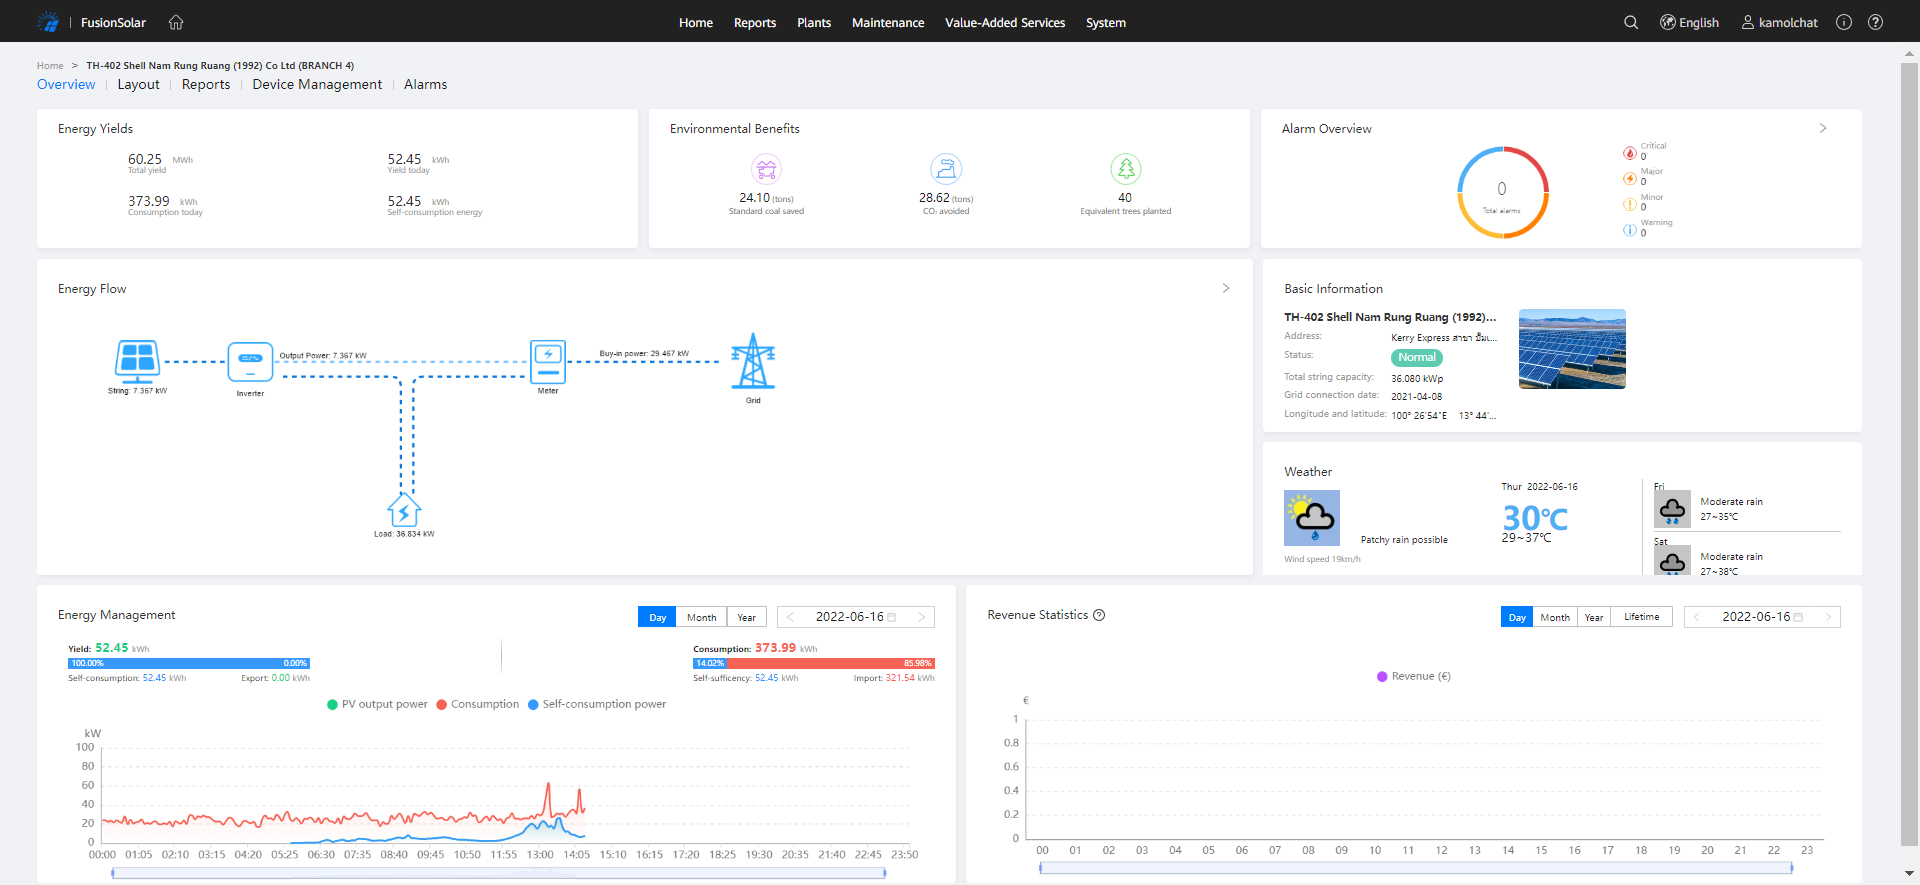 FusionSolar
Home Reports Plants Maintenance Value-Added Services System
English kamolchat
Home > TH-402 Shell Nam Rung Ruang (1992) Co Ltd (BRANCH 4)
Overview Layout Reports Device Management Alarms
Energy Yields
60.25 MWh
Total yield
52.45 kWh
Yield today
373.99 kWh
Consumption today
52.45 kWh
Self-consumption energy
Environmental Benefits
24.10 (tons)
Standard coal saved
28.62 (tons)
CO₂ avoided
40
Equivalent trees planted
Alarm Overview
0
Total alarms
Critical
0
Major
0
Minor
0
Warning
0
Energy Flow
String: 7.367 kW
Inverter
Output Power: 7.367 kW
Meter
Buy-in power: 29.467 kW
Grid
Load: 36.834 kW
Basic Information
TH-402 Shell Nam Rung Ruang (1992)...
Address: Kerry Express สาขา ปั๊มเ...
Status: Normal
Total string capacity: 36.080 kWp
Grid connection date: 2021-04-08
Longitude and latitude: 100° 26'54"E 13° 44'...
Weather
Patchy rain possible
Wind speed 19km/h
Thur 2022-06-16
30℃
29~37℃
Fri
Moderate rain
27~35℃
Sat
Moderate rain
27~38℃
Energy Management
Day Month Year
2022-06-16
Yield: 52.45 kWh
100.00% 0.00%
Self-consumption: 52.45 kWh Export: 0.00 kWh
Consumption: 373.99 kWh
14.02% 85.98%
Self-sufficency: 52.45 kWh Import: 321.54 kWh
PV output power Consumption Self-consumption power
kW
100
80
60
40
20
0
00:00 01:05 02:10 03:15 04:20 05:25 06:30 07:35 08:40 09:45 10:50 11:55 13:00 14:05 15:10 16:15 17:20 18:25 19:30 20:35 21:40 22:45 23:50
Revenue Statistics
Day Month Year Lifetime
2022-06-16
Revenue (€)
€
1
0.8
0.6
0.4
0.2
0
00 01 02 03 04 05 06 07 08 09 10 11 12 13 14 15 16 17 18 19 20 21 22 23